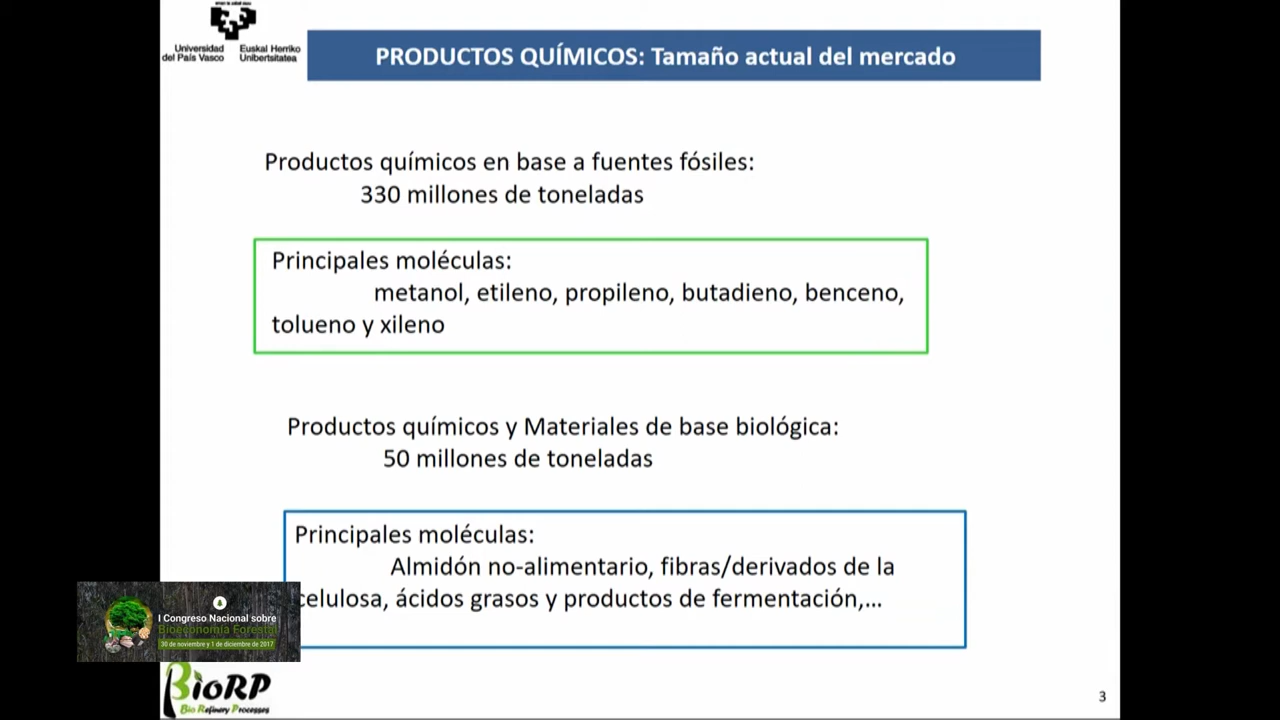 Universidad
del País Vasco
Euskal Herriko
Unibertsitatea
PRODUCTOS QUÍMICOS: Tamaño actual del mercado
Productos químicos en base a fuentes fósiles:
330 millones de toneladas
Principales moléculas:
metanol, etileno, propileno, butadieno, benceno,
tolueno y xileno
Productos químicos y Materiales de base biológica:
50 millones de toneladas
Principales moléculas:
Almidón no-alimentario, fibras/derivados de la
celulosa, ácidos grasos y productos de fermentación,...
I Congreso Nacional sobre
Bioeconomía Forestal
30 de noviembre y 1 de diciembre de 2017
BioRP
Bio Refinery Processes
3